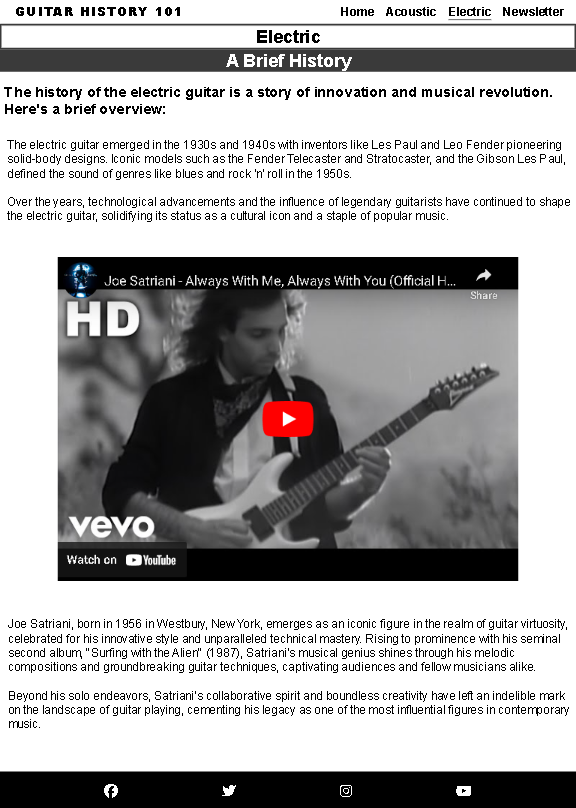 GUITAR HISTORY 101
Home Acoustic Electric Newsletter
Electric
A Brief History
The history of the electric guitar is a story of innovation and musical revolution.
Here's a brief overview:
The electric guitar emerged in the 1930s and 1940s with inventors like Les Paul and Leo Fender pioneering
solid-body designs. Iconic models such as the Fender Telecaster and Stratocaster, and the Gibson Les Paul,
defined the sound of genres like blues and rock 'n' roll in the 1950s.
Over the years, technological advancements and the influence of legendary guitarists have continued to shape
the electric guitar, solidifying its status as a cultural icon and a staple of popular music.
Joe Satriani - Always With Me, Always With You (Official H...
Share
HD
vevo
Watch on YouTube
Joe Satriani, born in 1956 in Westbury, New York, emerges as an iconic figure in the realm of guitar virtuosity,
celebrated for his innovative style and unparalleled technical mastery. Rising to prominence with his seminal
second album, "Surfing with the Alien" (1987), Satriani's musical genius shines through his melodic
compositions and groundbreaking guitar techniques, captivating audiences and fellow musicians alike.
Beyond his solo endeavors, Satriani's collaborative spirit and boundless creativity have left an indelible mark
on the landscape of guitar playing, cementing his legacy as one of the most influential figures in contemporary
music.